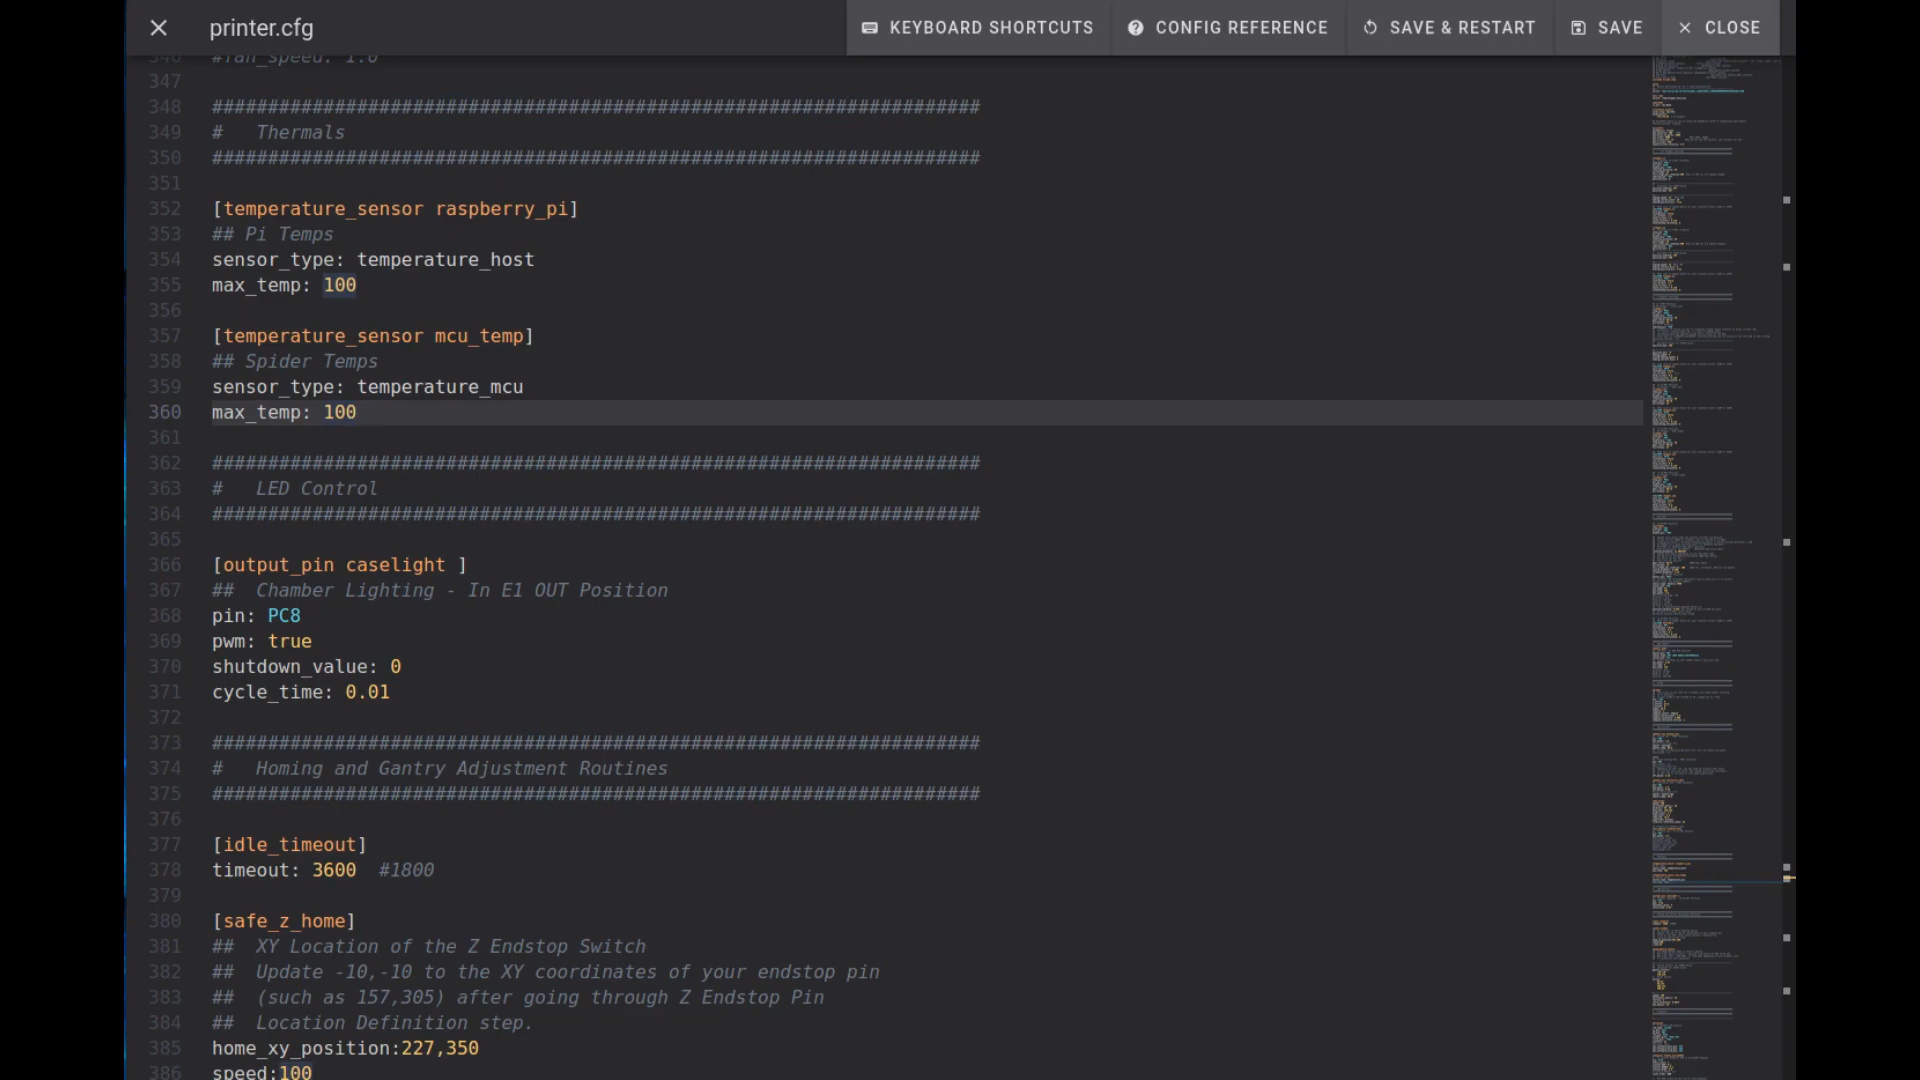 printer.cfg
KEYBOARD SHORTCUTS
CONFIG REFERENCE
SAVE & RESTART
SAVE
CLOSE
346 #fan_speed: 1.0
347
348 #####################################################################
349 #   Thermals
350 #####################################################################
351
352 [temperature_sensor raspberry_pi]
353 ## Pi Temps
354 sensor_type: temperature_host
355 max_temp: 100
356
357 [temperature_sensor mcu_temp]
358 ## Spider Temps
359 sensor_type: temperature_mcu
360 max_temp: 100
361
362 #####################################################################
363 #   LED Control
364 #####################################################################
365
366 [output_pin caselight ]
367 ##  Chamber Lighting - In E1 OUT Position
368 pin: PC8
369 pwm: true
370 shutdown_value: 0
371 cycle_time: 0.01
372
373 #####################################################################
374 #   Homing and Gantry Adjustment Routines
375 #####################################################################
376
377 [idle_timeout]
378 timeout: 3600  #1800
379
380 [safe_z_home]
381 ##  XY Location of the Z Endstop Switch
382 ##  Update -10,-10 to the XY coordinates of your endstop pin
383 ##  (such as 157,305) after going through Z Endstop Pin
384 ##  Location Definition step.
385 home_xy_position:227,350
386 speed:100